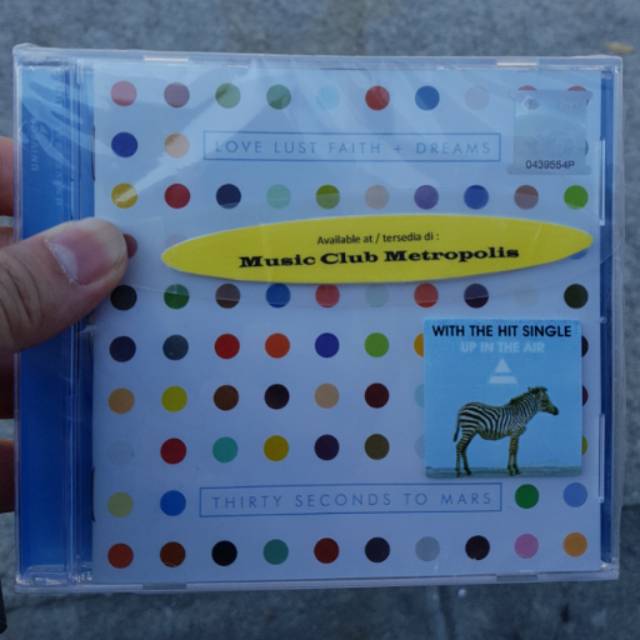 LOVE LUST FAITH + DREAMS
0439554P
Available at / tersedia di :
Music Club Metropolis
WITH THE HIT SINGLE
UP IN THE AIR
THIRTY SECONDS TO MARS